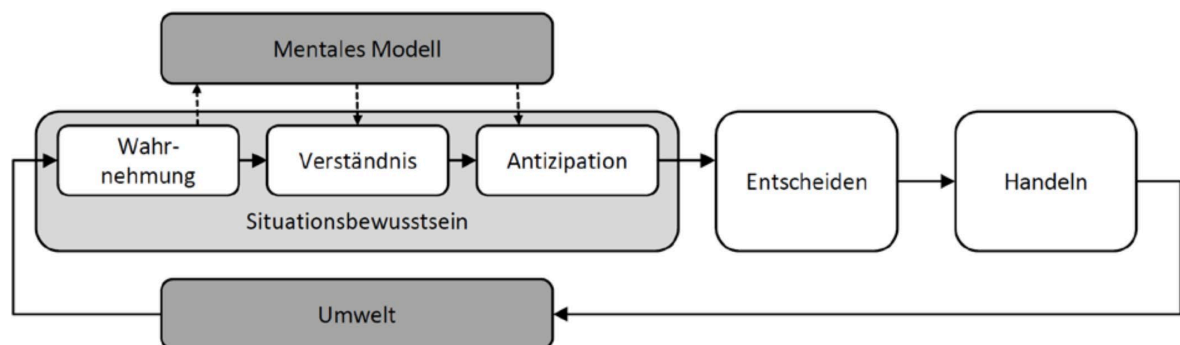 Mentales Modell
Wahr-
nehmung
Verständnis
Antizipation
Situationsbewusstsein
Entscheiden
Handeln
Umwelt